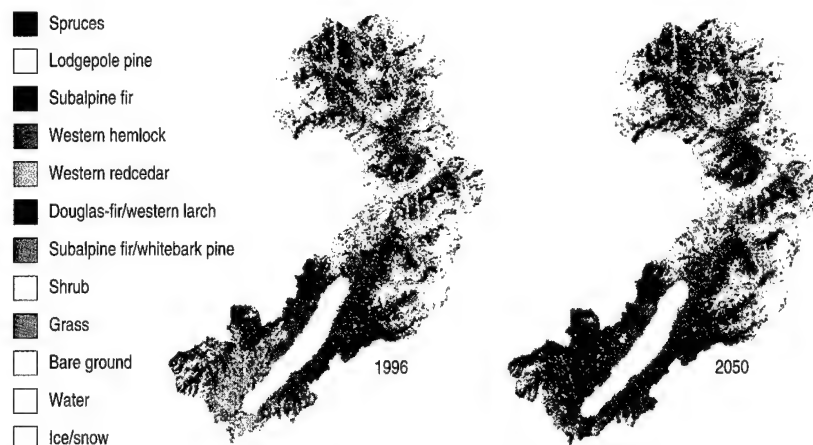 Spruces
Lodgepole pine
Subalpine fir
Western hemlock
Western redcedar
Douglas-fir/western larch
Subalpine fir/whitebark pine
Shrub
Grass
Bare ground
Water
Ice/snow
1996
2050